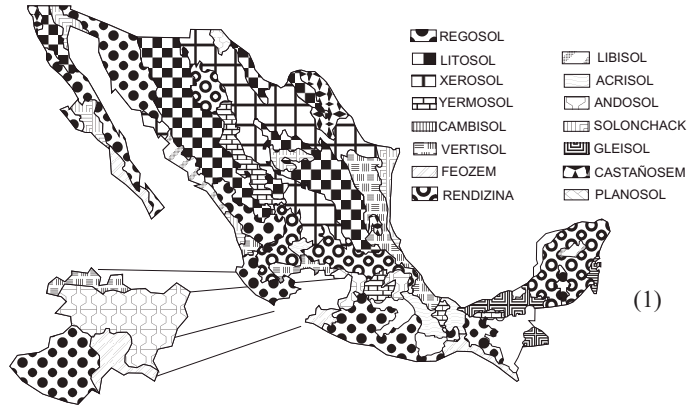 REGOSOL
LITOSOL
XEROSOL
YERMOSOL
CAMBISOL
VERTISOL
FEOZEM
RENDIZINA
LIBISOL
ACRISOL
ANDOSOL
SOLONCHACK
GLEISOL
CASTAÑOSEM
PLANOSOL
(1)